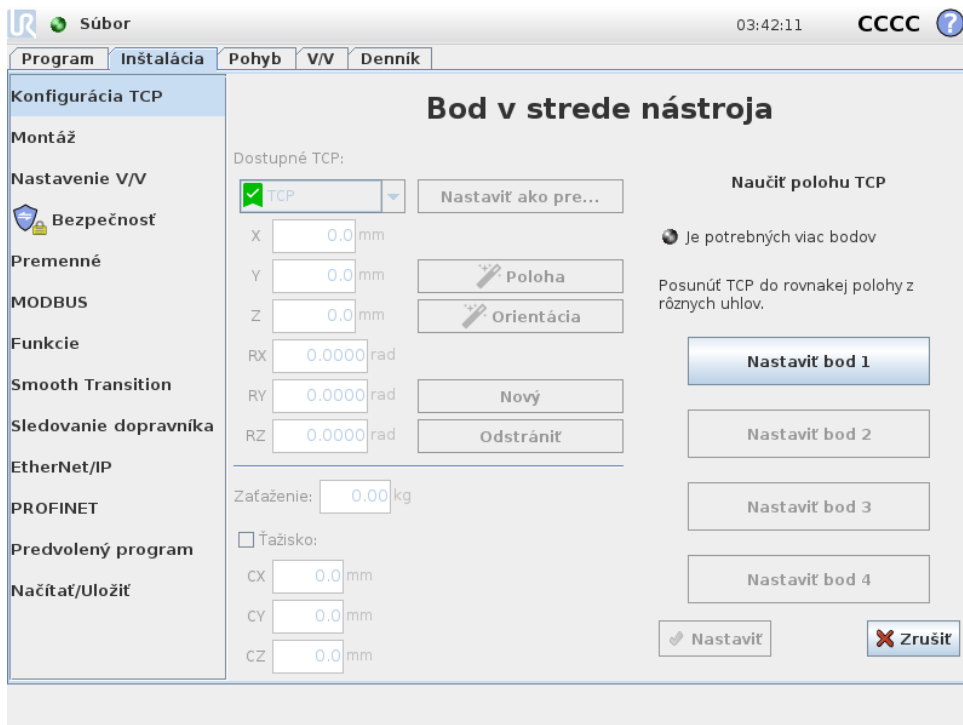 UR Súbor 03:42:11 CCCC ?
Program Inštalácia Pohyb V/V Denník
Konfigurácia TCP
Montáž
Nastavenie V/V
Bezpečnosť
Premenné
MODBUS
Funkcie
Smooth Transition
Sledovanie dopravníka
EtherNet/IP
PROFINET
Predvolený program
Načítať/Uložiť
Bod v strede nástroja
Dostupné TCP:
TCP Nastaviť ako pre...
X 0.0 mm
Y 0.0 mm Poloha
Z 0.0 mm Orientácia
RX 0.0000 rad
RY 0.0000 rad Nový
RZ 0.0000 rad Odstrániť
Zaťaženie: 0.00 kg
Ťažisko:
CX 0.0 mm
CY 0.0 mm
CZ 0.0 mm
Naučiť polohu TCP
Je potrebných viac bodov
Posunúť TCP do rovnakej polohy z
rôznych uhlov.
Nastaviť bod 1
Nastaviť bod 2
Nastaviť bod 3
Nastaviť bod 4
Nastaviť Zrušiť